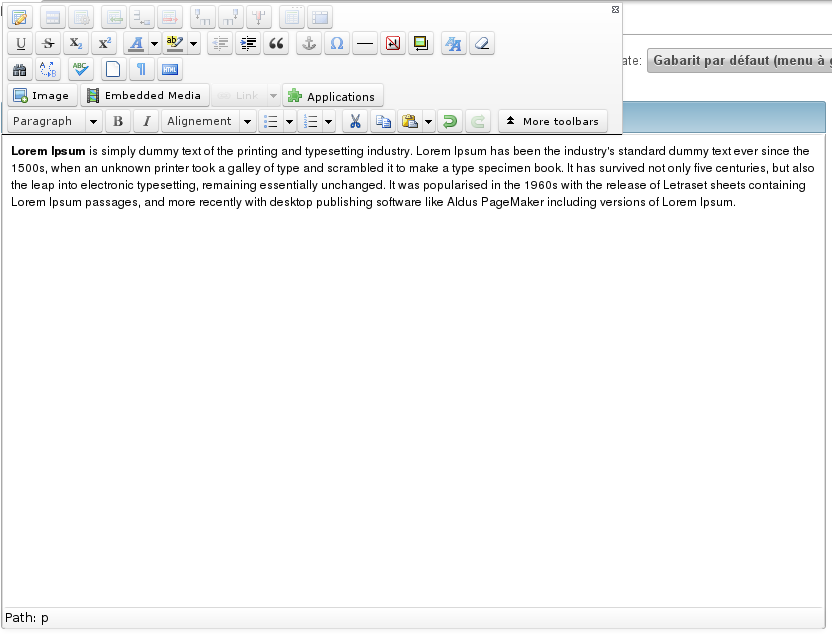 U S X₂ X² A ab
ABC HTML
Image Embedded Media Link Applications
ate: Gabarit par défaut (menu à g
Paragraph B I Alignement More toolbars
Lorem Ipsum is simply dummy text of the printing and typesetting industry. Lorem Ipsum has been the industry's standard dummy text ever since the
1500s, when an unknown printer took a galley of type and scrambled it to make a type specimen book. It has survived not only five centuries, but also
the leap into electronic typesetting, remaining essentially unchanged. It was popularised in the 1960s with the release of Letraset sheets containing
Lorem Ipsum passages, and more recently with desktop publishing software like Aldus PageMaker including versions of Lorem Ipsum.
Path: p